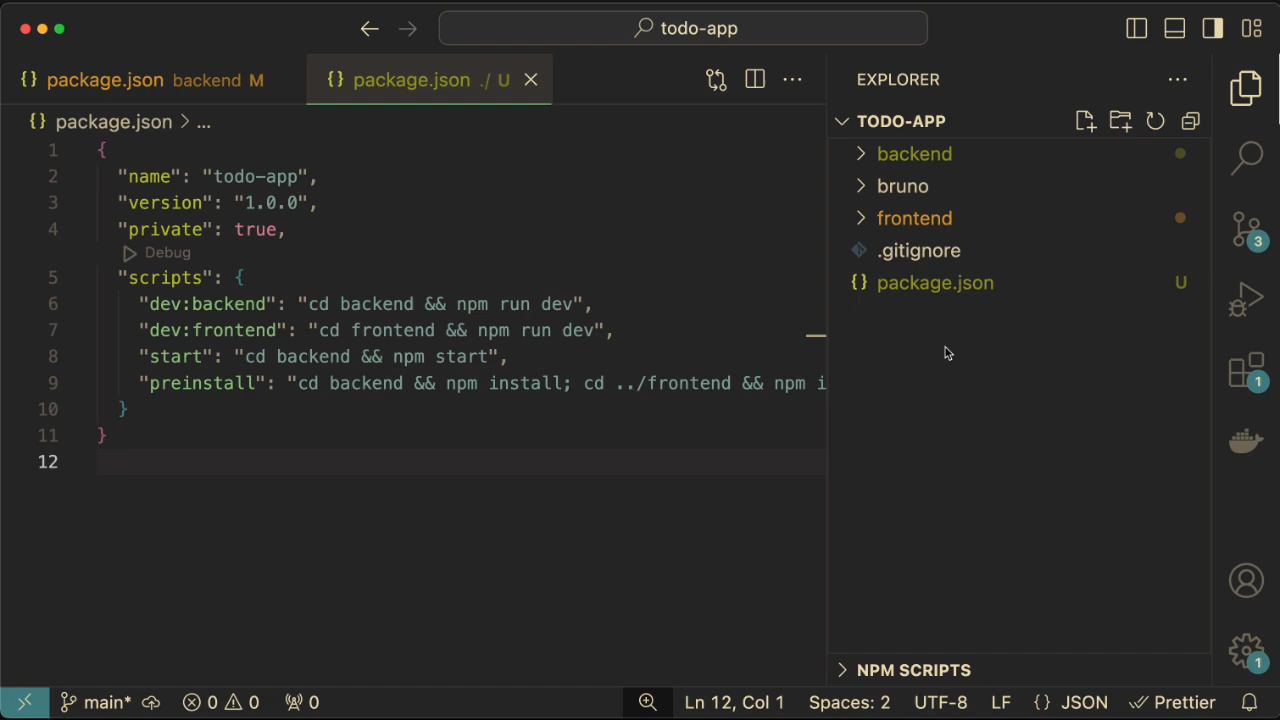 todo-app
{} package.json backend M
{} package.json ./ U
{} package.json > ...
1 {
2 "name": "todo-app",
3 "version": "1.0.0",
4 "private": true,
Debug
5 "scripts": {
6 "dev:backend": "cd backend && npm run dev",
7 "dev:frontend": "cd frontend && npm run dev",
8 "start": "cd backend && npm start",
9 "preinstall": "cd backend && npm install; cd ../frontend && npm i
10 }
11 }
12
EXPLORER
TODO-APP
backend
bruno
frontend
.gitignore
{} package.json U
NPM SCRIPTS
3
1
1
main* 0 0 0 Ln 12, Col 1 Spaces: 2 UTF-8 LF {} JSON Prettier